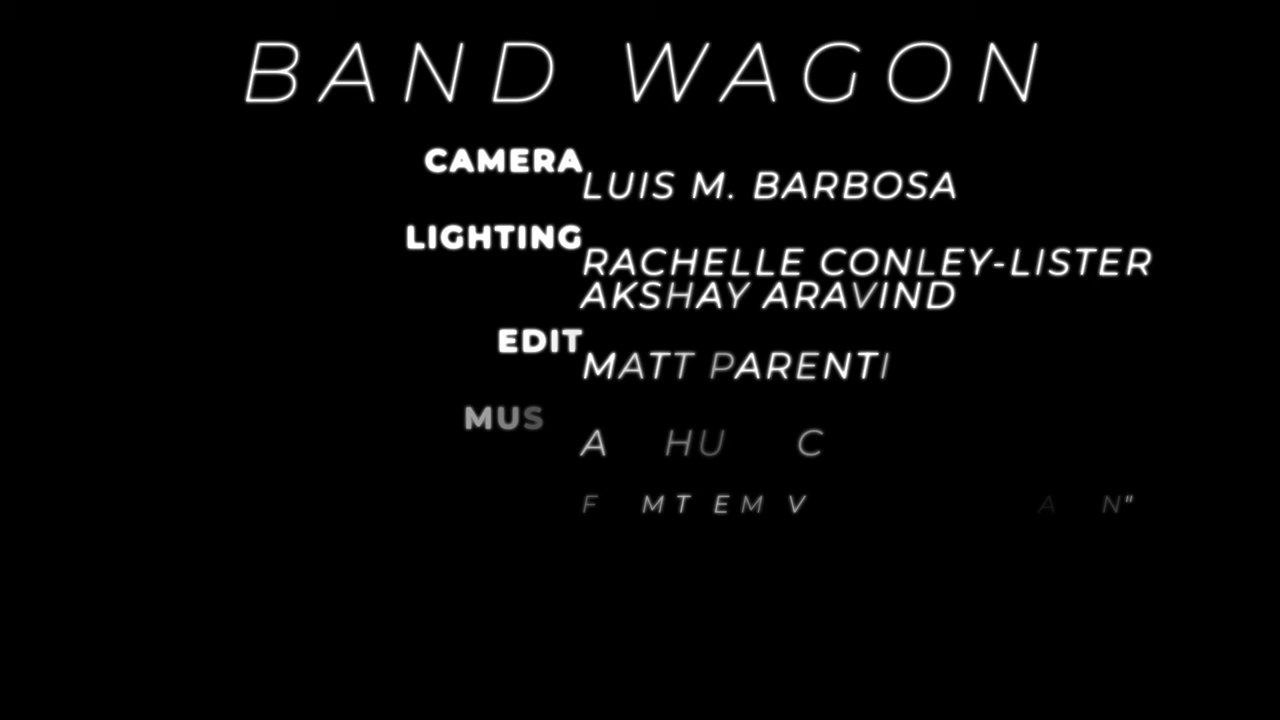 BAND WAGON
CAMERA
LUIS M. BARBOSA
LIGHTING
RACHELLE CONLEY-LISTER
AKSHAY ARAVIND
EDIT
MATT PARENTI